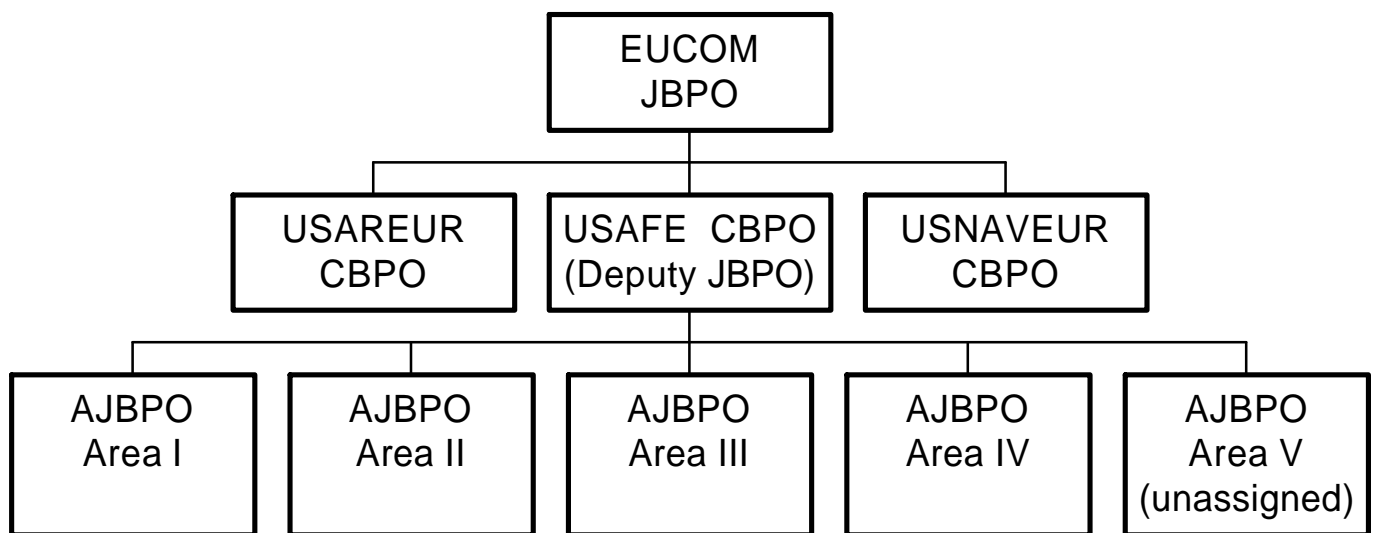 EUCOM
JBPO
USAREUR
CBPO
USAFE CBPO
(Deputy JBPO)
USNAVEUR
CBPO
AJBPO
Area I
AJBPO
Area II
AJBPO
Area III
AJBPO
Area IV
AJBPO
Area V
(unassigned)